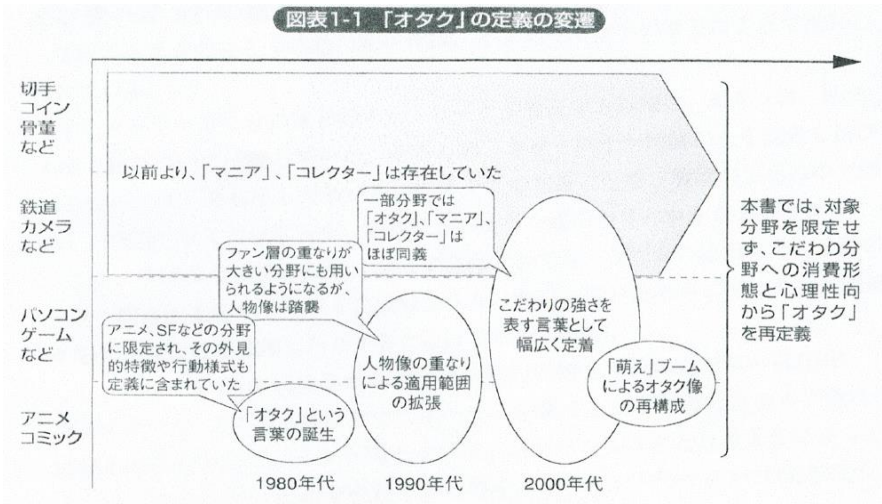 図表1-1 「オタク」の定義の変遷
切手
コイン
骨董
など
以前より、「マニア」、「コレクター」は存在していた
鉄道
カメラ
など
一部分野では
「オタク」、「マニア」、
「コレクター」は
ほぼ同義
ファン層の重なりが
大きい分野にも用い
られるようになるが、
人物像は踏襲
パソコン
ゲーム
など
アニメ、SFなどの分野
に限定され、その外見
的特徴や行動様式も
定義に含まれていた
こだわりの強さを
表す言葉として
幅広く定着
人物像の重なり
による適用範囲
の拡張
「萌え」ブーム
によるオタク像
の再構成
アニメ
コミック
「オタク」という
言葉の誕生
1980年代
1990年代
2000年代
本書では、対象
分野を限定せ
ず、こだわり分
野への消費形
態と心理性向
から「オタク」
を再定義